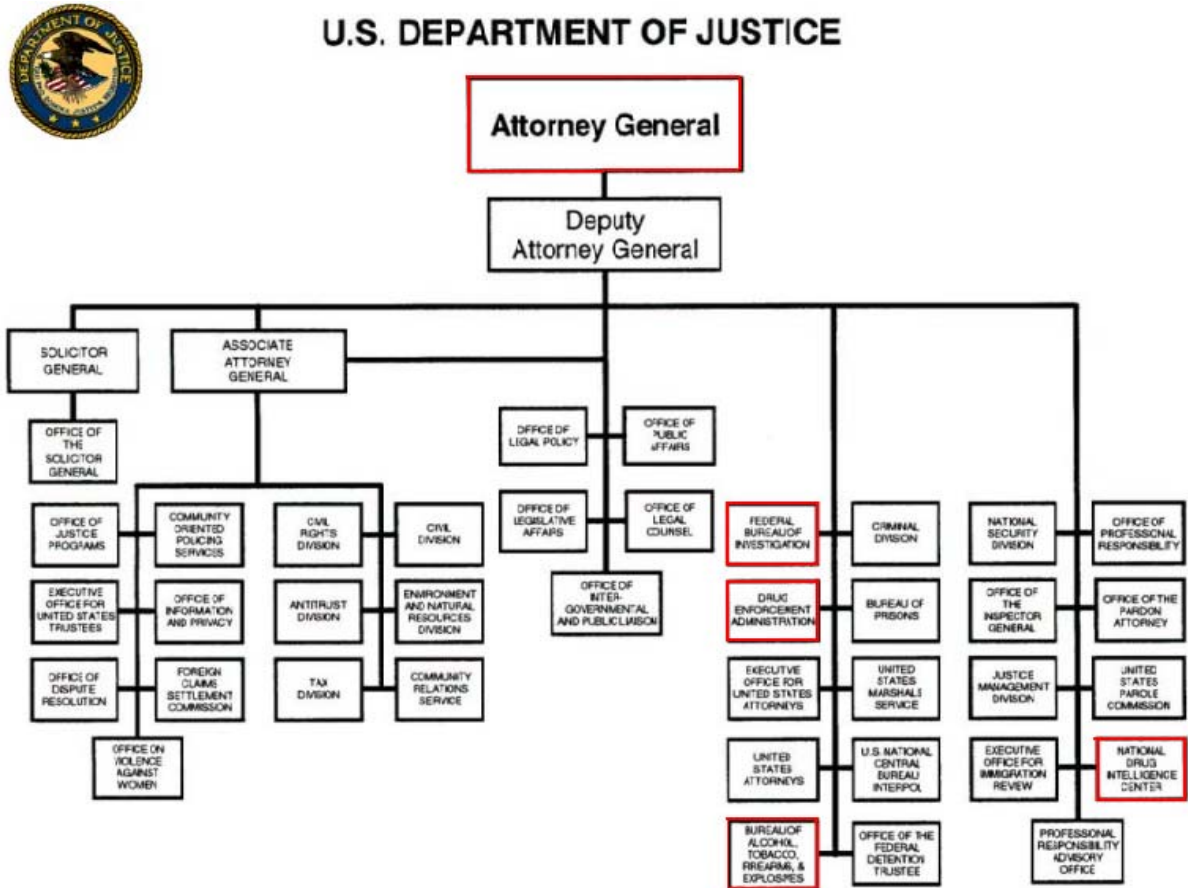 DEPARTMENT OF JUSTICE
U.S. DEPARTMENT OF JUSTICE
Attorney General
Deputy
Attorney General
SOLICITOR
GENERAL
ASSOCIATE
ATTORNEY
GENERAL
OFFICE OF
THE
SOLICITOR
GENERAL
OFFICE OF
LEGAL POLICY
OFFICE OF
PUBLIC
AFFAIRS
OFFICE OF
LEGISLATIVE
AFFAIRS
OFFICE OF
LEGAL
COUNSEL
OFFICE OF
INTER-
GOVERNMENTAL
AND PUBLIC LIAISON
OFFICE OF
JUSTICE
PROGRAMS
COMMUNITY
ORIENTED
POLICING
SERVICES
EXECUTIVE
OFFICE FOR
UNITED STATES
TRUSTEES
OFFICE OF
INFORMATION
AND PRIVACY
OFFICE OF
DISPUTE
RESOLUTION
FOREIGN
CLAIMS
SETTLEMENT
COMMISSION
OFFICE ON
VIOLENCE
AGAINST
WOMEN
CIVIL
RIGHTS
DIVISION
CIVIL
DIVISION
ANTITRUST
DIVISION
ENVIRONMENT
AND NATURAL
RESOURCES
DIVISION
TAX
DIVISION
COMMUNITY
RELATIONS
SERVICE
FEDERAL
BUREAU OF
INVESTIGATION
CRIMINAL
DIVISION
DRUG
ENFORCEMENT
ADMINISTRATION
BUREAU
OF PRISONS
EXECUTIVE
OFFICE FOR
UNITED STATES
ATTORNEYS
UNITED
STATES
MARSHALS
SERVICE
UNITED
STATES
ATTORNEYS
U.S. NATIONAL
CENTRAL
BUREAU
INTERPOL
BUREAU OF
ALCOHOL,
TOBACCO,
FIREARMS, &
EXPLOSIVES
OFFICE OF THE
FEDERAL
DETENTION
TRUSTEE
NATIONAL
SECURITY
DIVISION
OFFICE OF
PROFESSIONAL
RESPONSIBILITY
OFFICE OF
THE
INSPECTOR
GENERAL
OFFICE OF THE
PARDON
ATTORNEY
JUSTICE
MANAGEMENT
DIVISION
UNITED
STATES
PAROLE
COMMISSION
EXECUTIVE
OFFICE FOR
IMMIGRATION
REVIEW
NATIONAL
DRUG
INTELLIGENCE
CENTER
PROFESSIONAL
RESPONSIBILITY
ADVISORY
OFFICE